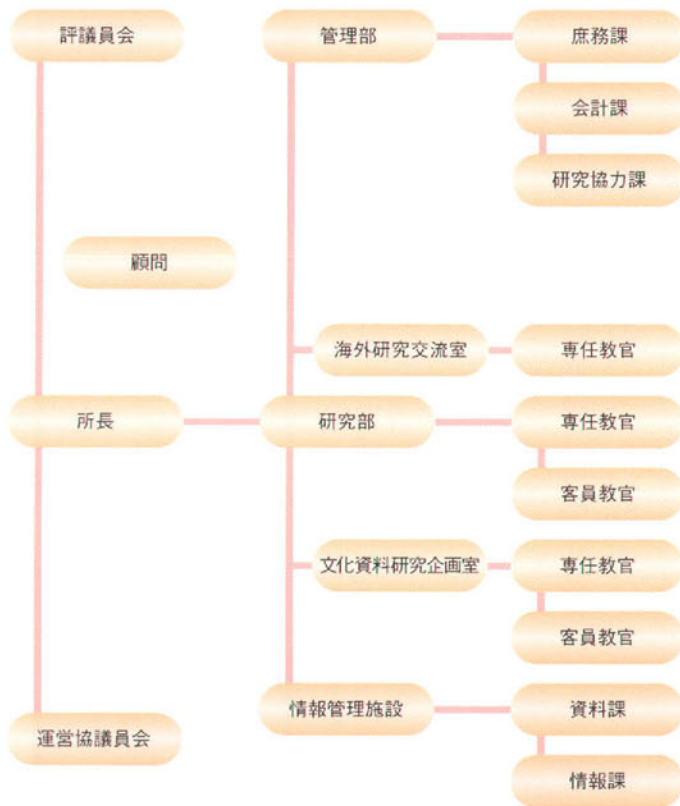 評議員会
管理部
庶務課
会計課
研究協力課
顧問
海外研究交流室
専任教官
所長
研究部
専任教官
客員教官
文化資料研究企画室
専任教官
客員教官
情報管理施設
資料課
運営協議員会
情報課